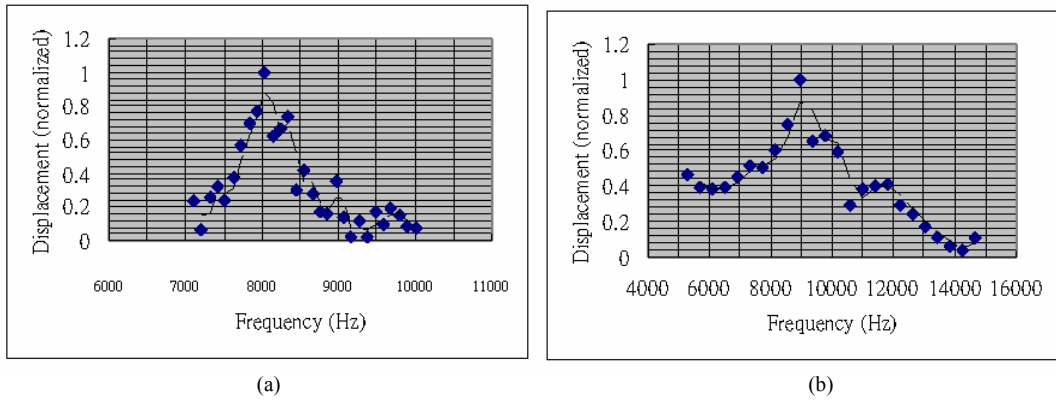 Displacement (normalized)
1.2
1
0.8
0.6
0.4
0.2
0
6000 7000 8000 9000 10000 11000
Frequency (Hz)
(a)
Displacement (normalized)
1.2
1
0.8
0.6
0.4
0.2
0
4000 6000 8000 10000 12000 14000 16000
Frequency (Hz)
(b)